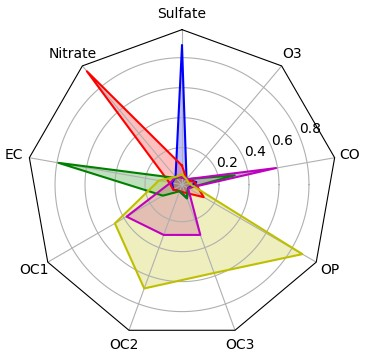 Sulfate
Nitrate
O3
0.8
0.6
0.4
0.2
EC
CO
OC1
OP
OC2
OC3